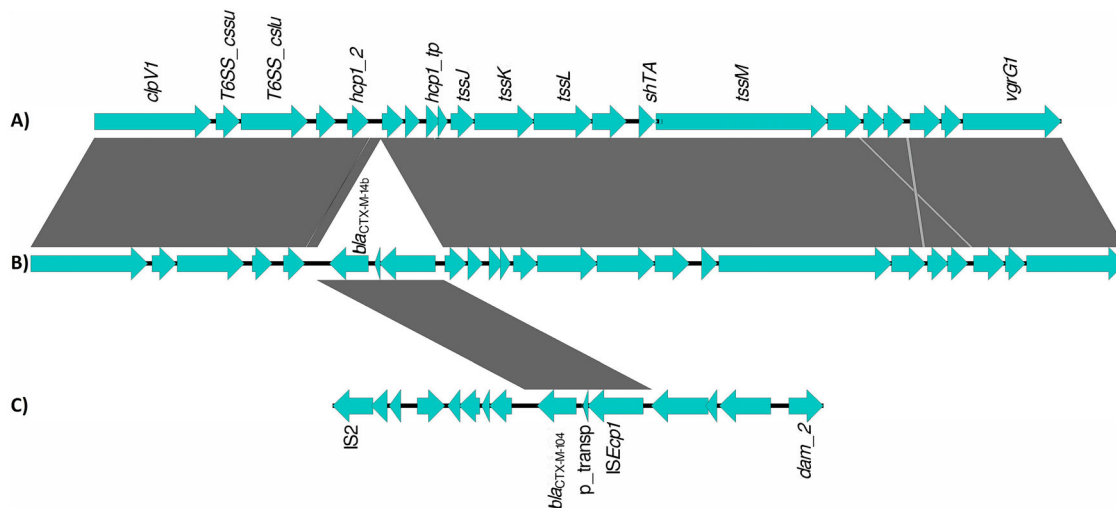 clpV1
T6SS_cssu
T6SS_cslu
hcp1_2
hcp1_tp
tssJ
tssK
tssL
shTA
tssM
vgrG1
A)
blaCTX-M-14b
B)
C)
IS2
blaCTX-M-104
p_transp
ISEcp1
dam_2